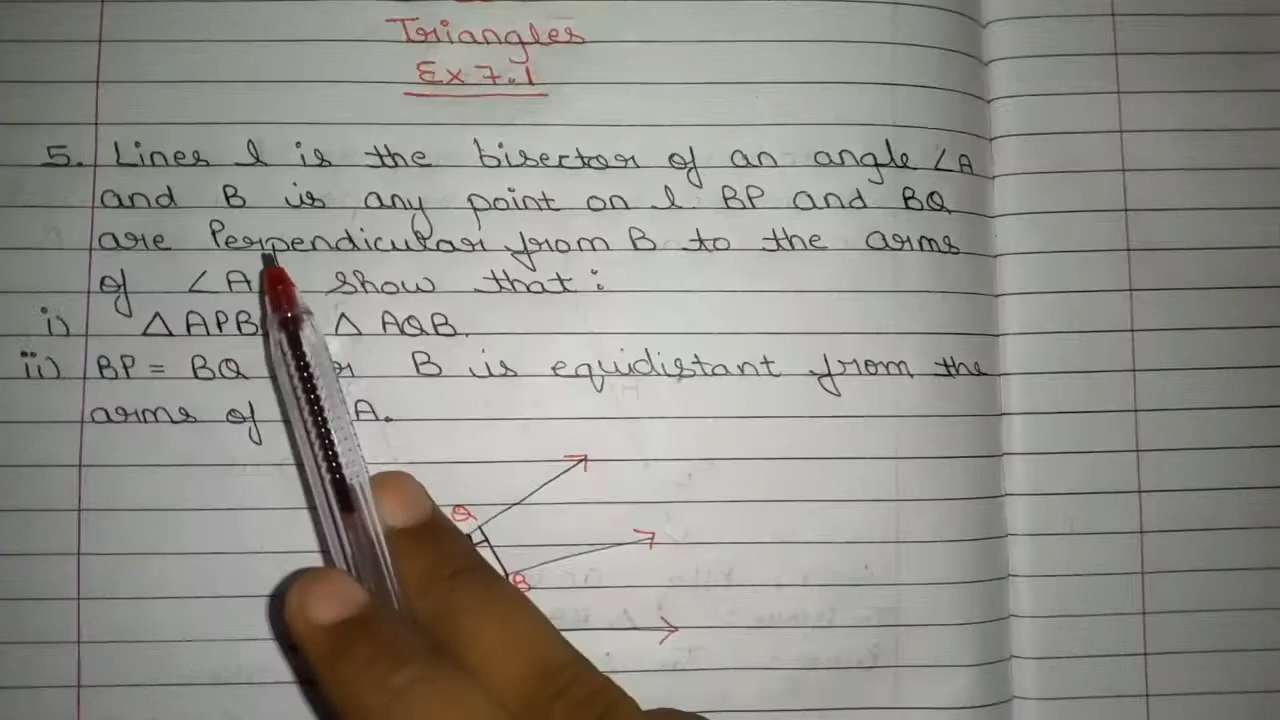 Triangles
Ex 7.1
5. Lines l is the bisector of an angle ∠A
and B is any point on l BP and BQ
are Perpendicular from B to the arms
of ∠A show that:
i) △APB △ AQB.
ii) BP = BQ B is equidistant from the
arms of A.
Q
B